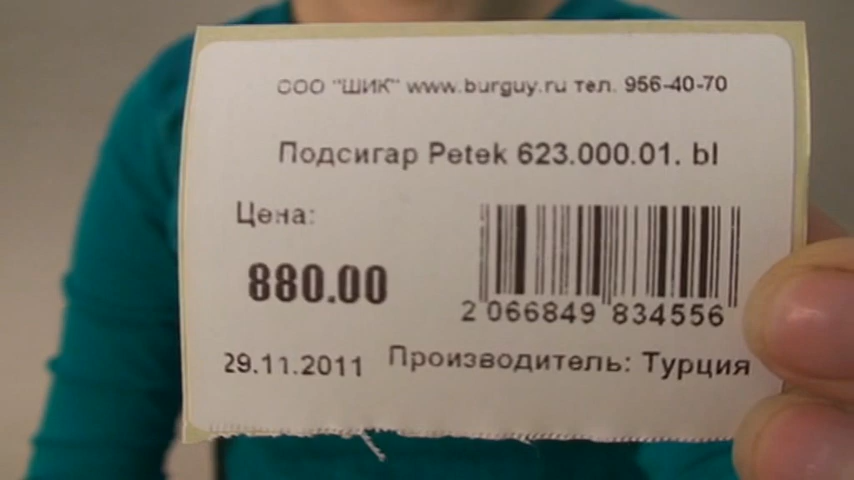 ООО "ШИК" www.burguy.ru тел. 956-40-70
Подсигар Petek 623.000.01. bl
Цена:
880.00
2 066849 834556
29.11.2011 Производитель: Турция